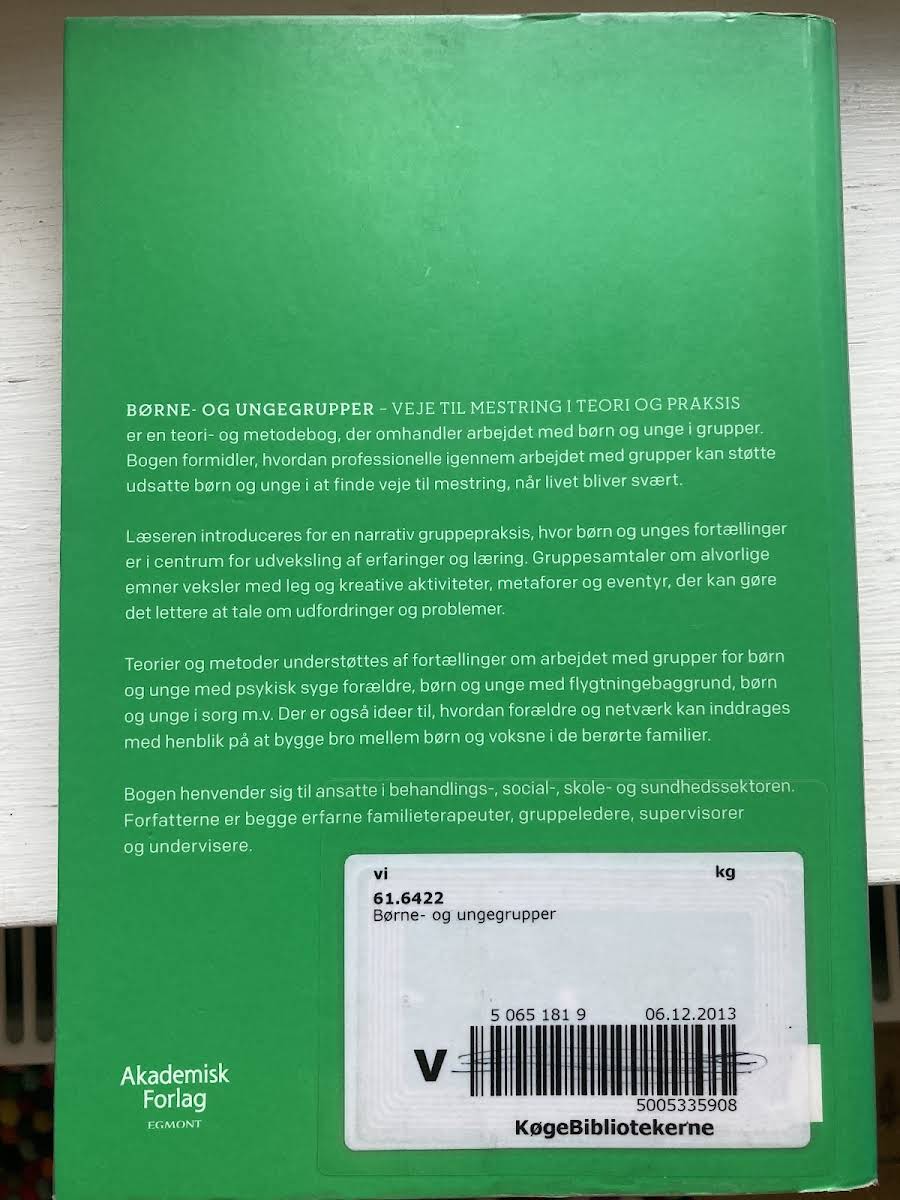 BØRNE- OG UNGEGRUPPER – VEJE TIL MESTRING I TEORI OG PRAKSIS
er en teori- og metodebog, der omhandler arbejdet med børn og unge i grupper.
Bogen formidler, hvordan professionelle igennem arbejdet med grupper kan støtte
udsatte børn og unge i at finde veje til mestring, når livet bliver svært.
Læseren introduceres for en narrativ gruppepraksis, hvor børn og unges fortællinger
er i centrum for udveksling af erfaringer og læring. Gruppesamtaler om alvorlige
emner veksler med leg og kreative aktiviteter, metaforer og eventyr, der kan gøre
det lettere at tale om udfordringer og problemer.
Teorier og metoder understøttes af fortællinger om arbejdet med grupper for børn
og unge med psykisk syge forældre, børn og unge med flygtningebaggrund, børn
og unge i sorg m.v. Der er også ideer til, hvordan forældre og netværk kan inddrages
med henblik på at bygge bro mellem børn og voksne i de berørte familier.
Bogen henvender sig til ansatte i behandlings-, social-, skole- og sundhedssektoren.
Forfatterne er begge erfarne familieterapeuter, gruppeledere, supervisorer
og undervisere.
vi kg
61.6422
Børne- og ungegrupper
5 065 181 9 06.12.2013
V
5005335908
KøgeBibliotekerne
Akademisk
Forlag
EGMONT